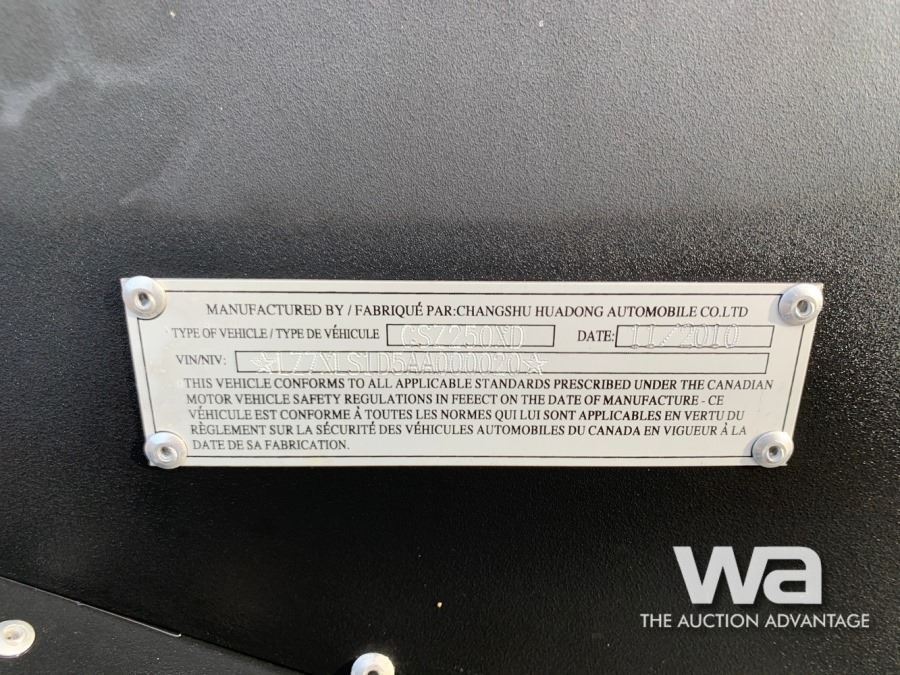 MANUFACTURED BY / FABRIQUÉ PAR:CHANGSHU HUADONG AUTOMOBILE CO.LTD
TYPE OF VEHICLE / TYPE DE VÉHICULE CSZ250XD DATE: 11/2010
VIN/NIV: ☆LZZXLS1D5AA000020☆
THIS VEHICLE CONFORMS TO ALL APPLICABLE STANDARDS PRESCRIBED UNDER THE CANADIAN
MOTOR VEHICLE SAFETY REGULATIONS IN FEEECT ON THE DATE OF MANUFACTURE - CE
VÉHICULE EST CONFORME À TOUTES LES NORMES QUI LUI SONT APPLICABLES EN VERTU DU
RÈGLEMENT SUR LA SÉCURITÉ DES VÉHICULES AUTOMOBILES DU CANADA EN VIGUEUR À LA
DATE DE SA FABRICATION.
wa
THE AUCTION ADVANTAGE